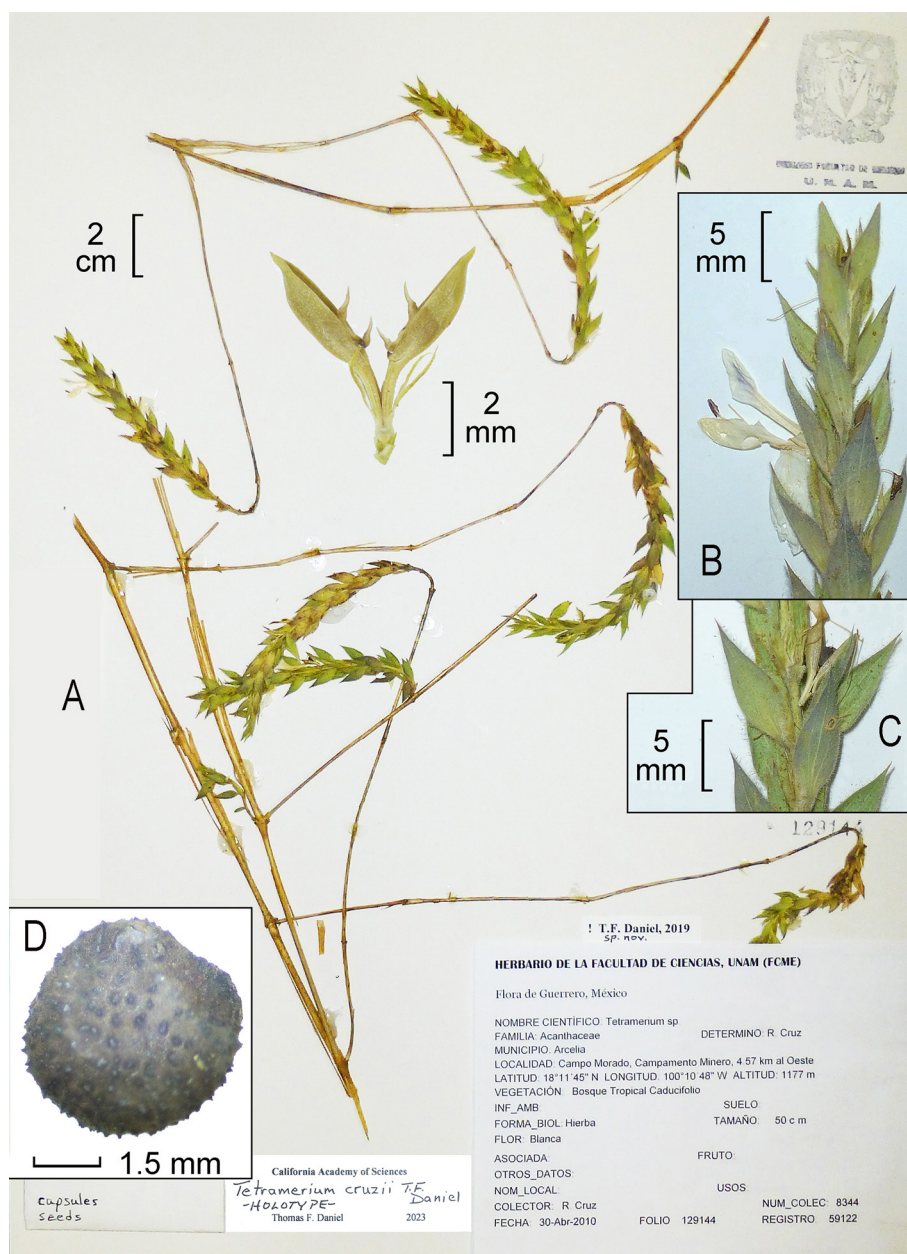 U. N. A. M.
2
cm
5
mm
2
mm
B
A
C
5
mm
129144
D
! T.F. Daniel, 2019
sp. nov.
HERBARIO DE LA FACULTAD DE CIENCIAS, UNAM (FCME)
Flora de Guerrero, México
NOMBRE CIENTÍFICO: Tetramerium sp
FAMILIA: Acanthaceae DETERMINO: R. Cruz
MUNICIPIO: Arcelia
LOCALIDAD: Campo Morado, Campamento Minero, 4.57 km al Oeste
LATITUD: 18°11´45" N LONGITUD: 100°10´48" W ALTITUD: 1177 m
VEGETACIÓN: Bosque Tropical Caducifolio
INF_AMB: SUELO:
FORMA_BIOL: Hierba TAMAÑO: 50 c m
FLOR: Blanca
ASOCIADA: FRUTO:
OTROS_DATOS:
NOM_LOCAL: USOS:
COLECTOR: R. Cruz NUM_COLEC: 8344
FECHA: 30-Abr-2010 FOLIO 129144 REGISTRO 59122
1.5 mm
capsules
seeds
California Academy of Sciences
Tetramerium cruzii T.F.
Daniel
-HOLOTYPE-
Thomas F. Daniel 2023